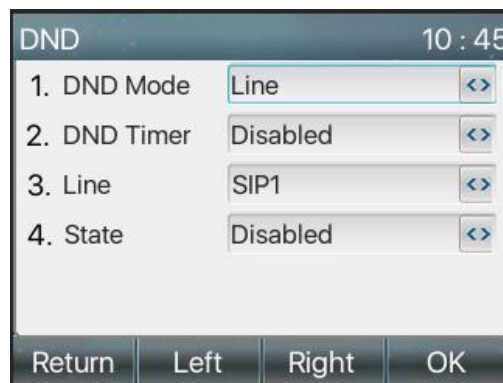 DND 10 : 45
1. DND Mode Line <>
2. DND Timer Disabled <>
3. Line SIP1 <>
4. State Disabled <>
Return Left Right OK